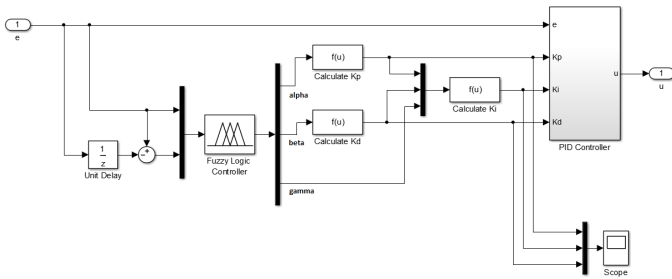 1
e
1
z
Unit Delay
- +
Fuzzy Logic
Controller
alpha
beta
gamma
f(u)
Calculate Kp
f(u)
Calculate Kd
f(u)
Calculate Ki
e
Kp
Ki
Kd
u
PID Controller
1
u
Scope